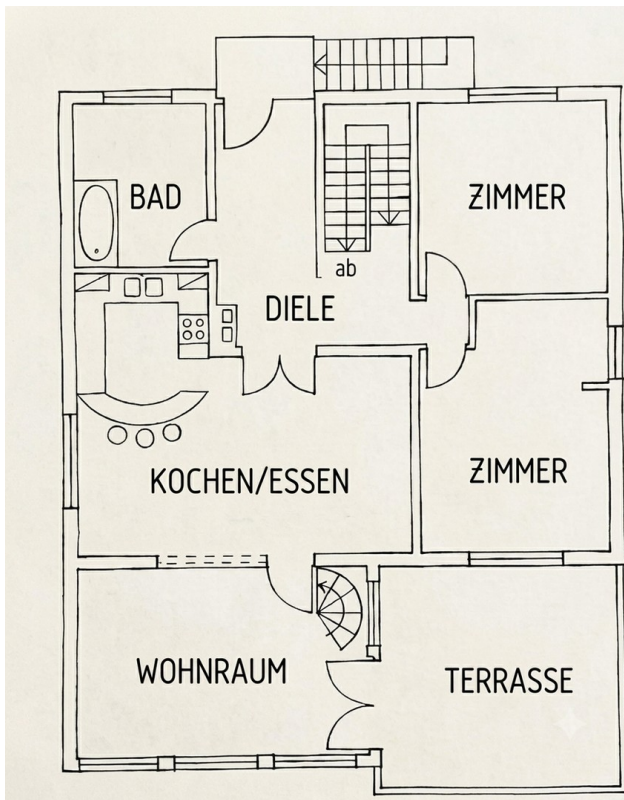 BAD
ZIMMER
ab
DIELE
KOCHEN/ESSEN
ZIMMER
WOHNRAUM
TERRASSE